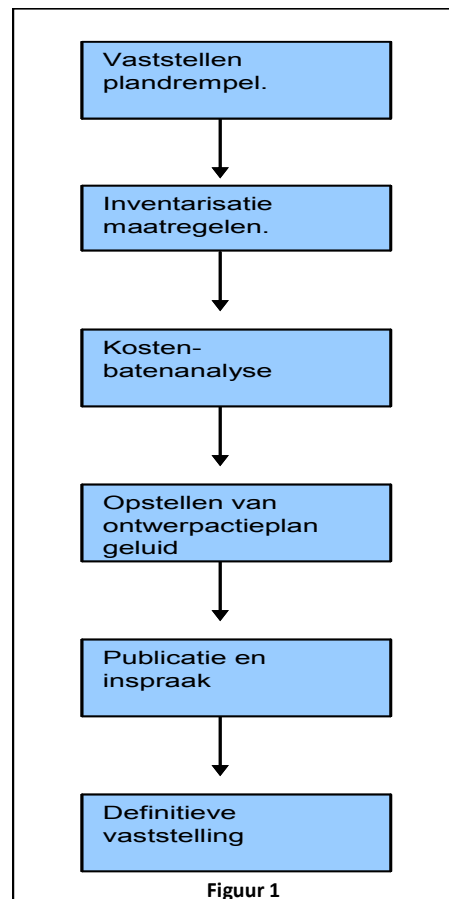 Vaststellen
plandrempel.
Inventarisatie
maatregelen.
Kosten-
batenanalyse
Opstellen van
ontwerpactieplan
geluid
Publicatie en
inspraak
Definitieve
vaststelling
Figuur 1